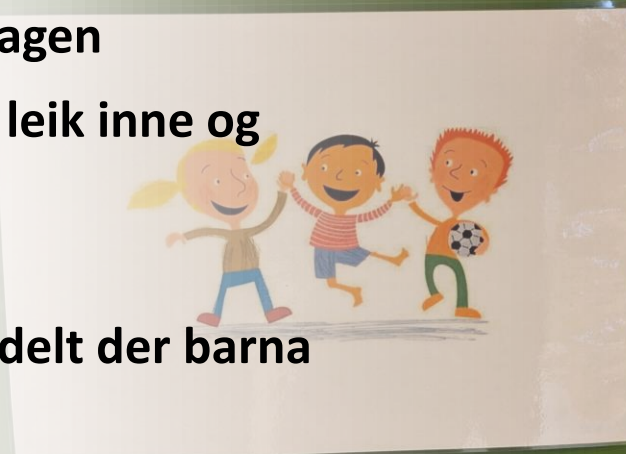 agen
leik inne og
delt der barna